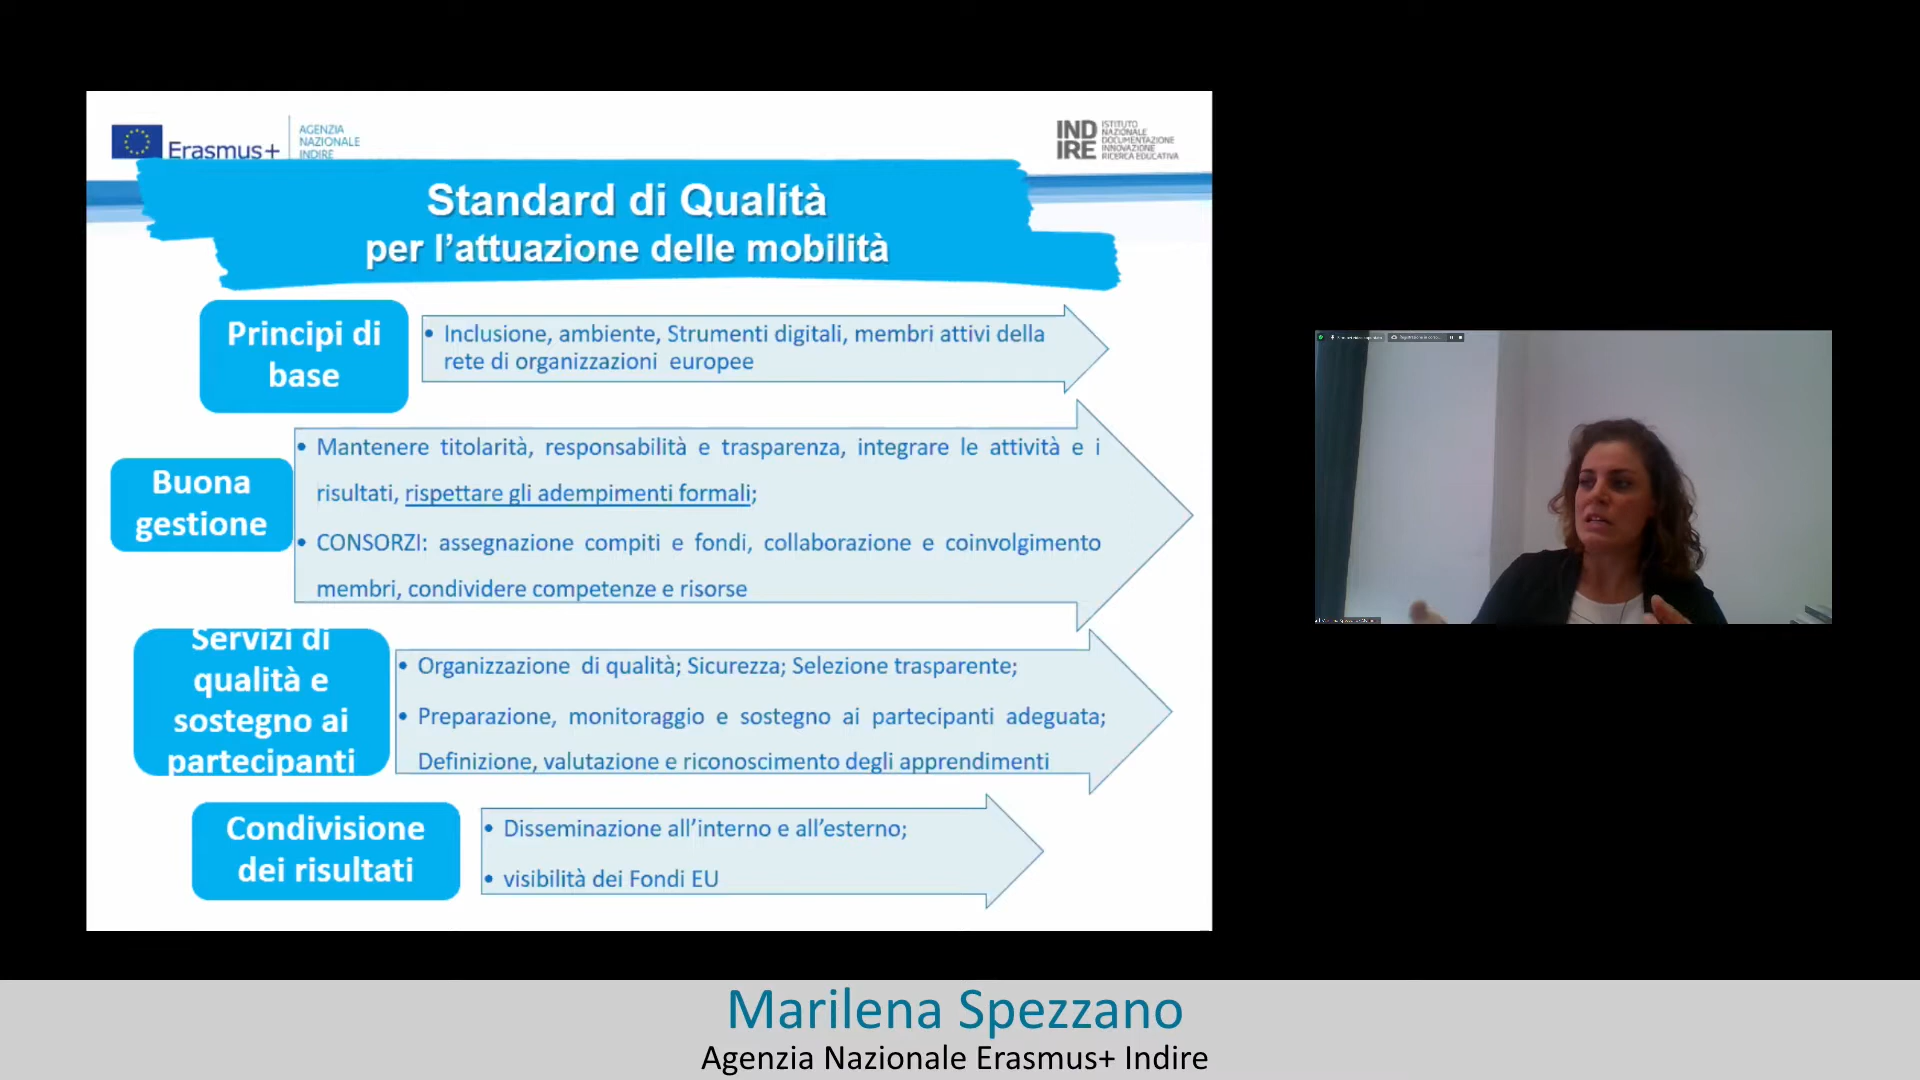 Erasmus+
AGENZIA
NAZIONALE
INDIRE
IND
IRE
ISTITUTO
NAZIONALE
DOCUMENTAZIONE
INNOVAZIONE
RICERCA EDUCATIVA
Standard di Qualità
per l’attuazione delle mobilità
Principi di
base
• Inclusione, ambiente, Strumenti digitali, membri attivi della
rete di organizzazioni europee
Buona
gestione
• Mantenere titolarità, responsabilità e trasparenza, integrare le attività e i
risultati, rispettare gli adempimenti formali;
• CONSORZI: assegnazione compiti e fondi, collaborazione e coinvolgimento
membri, condividere competenze e risorse
Servizi di
qualità e
sostegno ai
partecipanti
• Organizzazione di qualità; Sicurezza; Selezione trasparente;
• Preparazione, monitoraggio e sostegno ai partecipanti adeguata;
Definizione, valutazione e riconoscimento degli apprendimenti
Condivisione
dei risultati
• Disseminazione all’interno e all’esterno;
• visibilità dei Fondi EU
Marilena Spezzano
Agenzia Nazionale Erasmus+ Indire